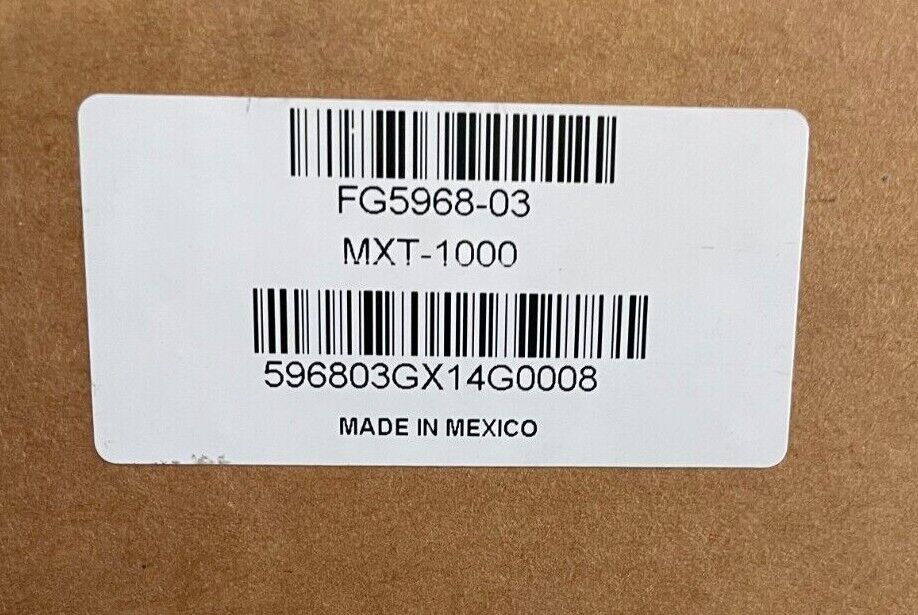 FG5968-03
MXT-1000
596803GX14G0008
MADE IN MEXICO